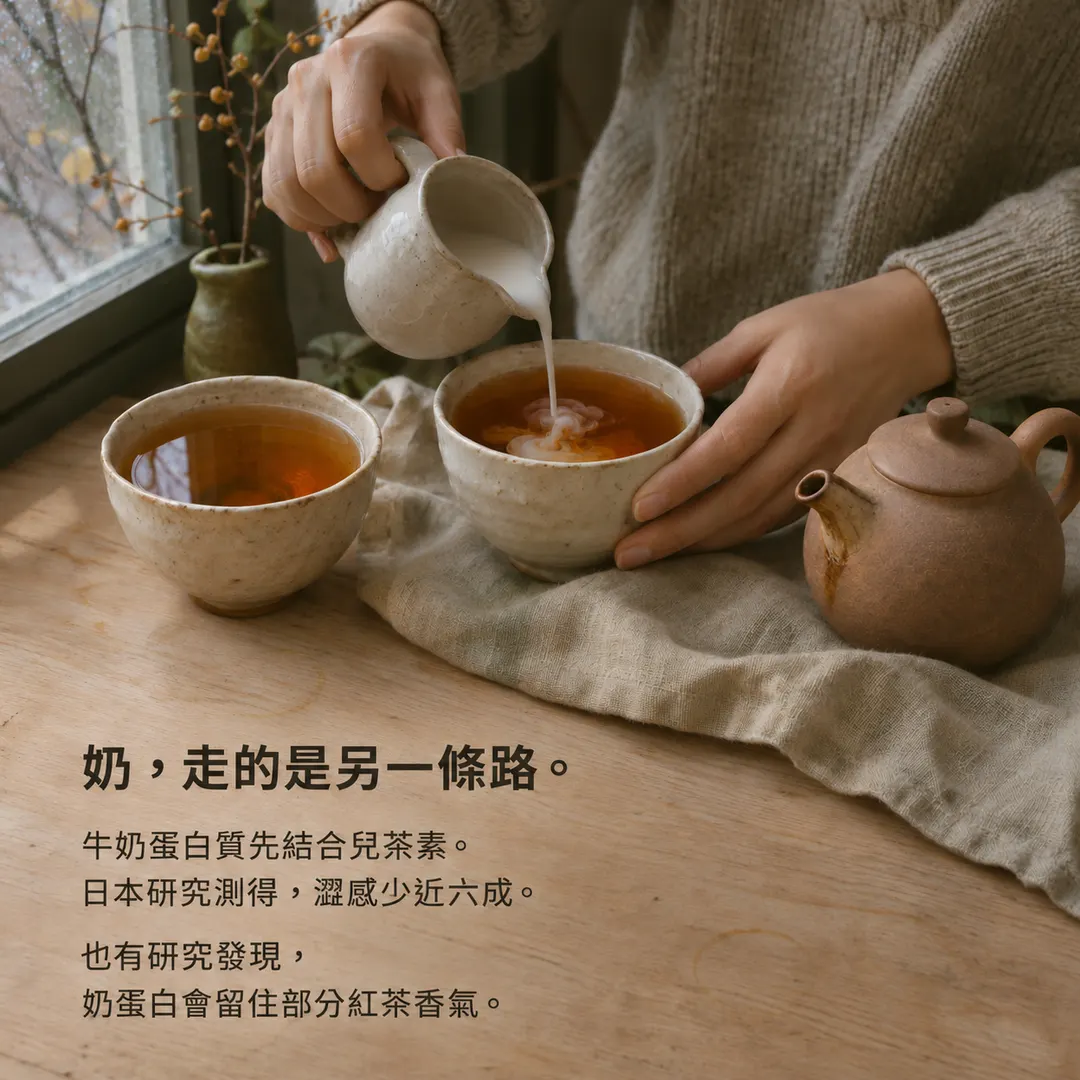 奶，走的是另一條路。
牛奶蛋白質先結合兒茶素。
日本研究測得，澀感少近六成。
也有研究發現，
奶蛋白會留住部分紅茶香氣。